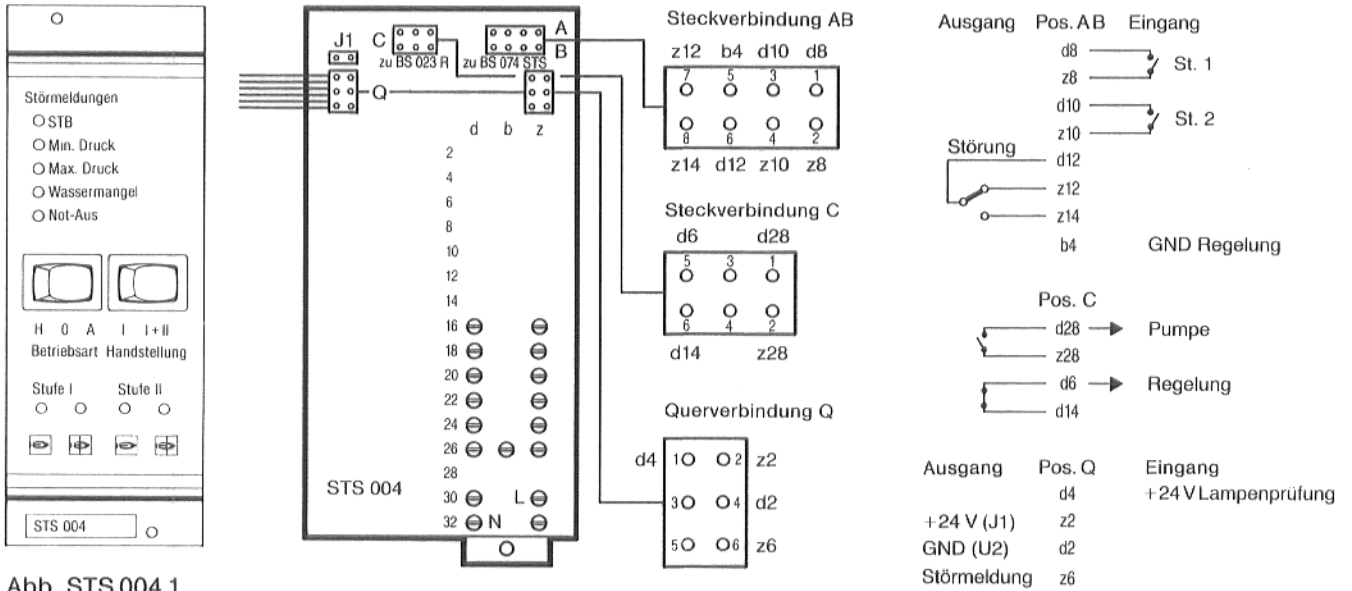 Störmeldungen
STB
Min. Druck
Max. Druck
Wassermangel
Not-Aus
H 0 A I I+II
Betriebsart Handstellung
Stufe I Stufe II
STS 004
Abb. STS 004.1
J1 C A
B
zu BS 023 R zu BS 074 STS
Q
d b z
2
4
6
8
10
12
14
16
18
20
22
24
26
28
30 L
32 N
STS 004
Steckverbindung AB
z12 b4 d10 d8
7 5 3 1
8 6 4 2
z14 d12 z10 z8
Steckverbindung C
d6 d28
5 3 1
6 4 2
d14 z28
Querverbindung Q
d4 1 2 z2
3 4 d2
5 6 z6
Ausgang Pos. AB Eingang
d8
z8 St. 1
d10
z10 St. 2
Störung
d12
z12
z14
b4 GND Regelung
Pos. C
d28 Pumpe
z28
d6 Regelung
d14
Ausgang Pos. Q Eingang
d4 +24 V Lampenprüfung
+24 V (J1) z2
GND (U2) d2
Störmeldung z6